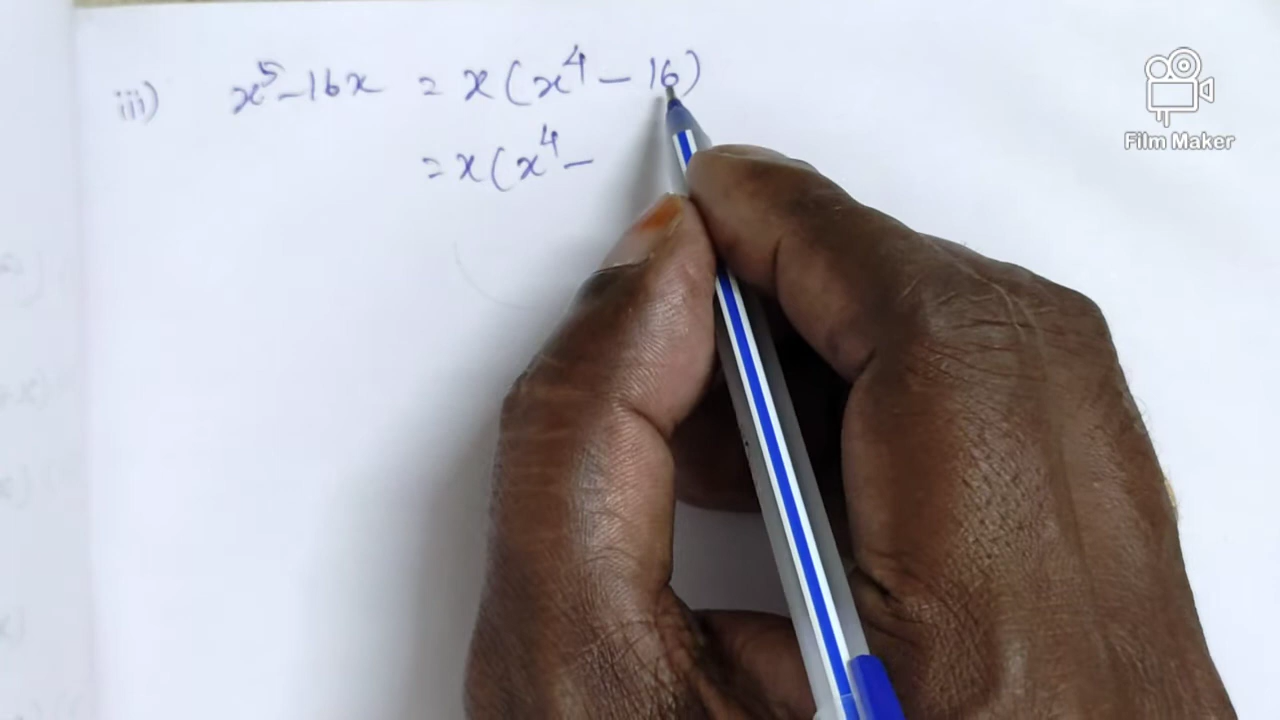 iii) x⁵ - 16x = x(x⁴ - 16)
= x(x⁴ -
Film Maker